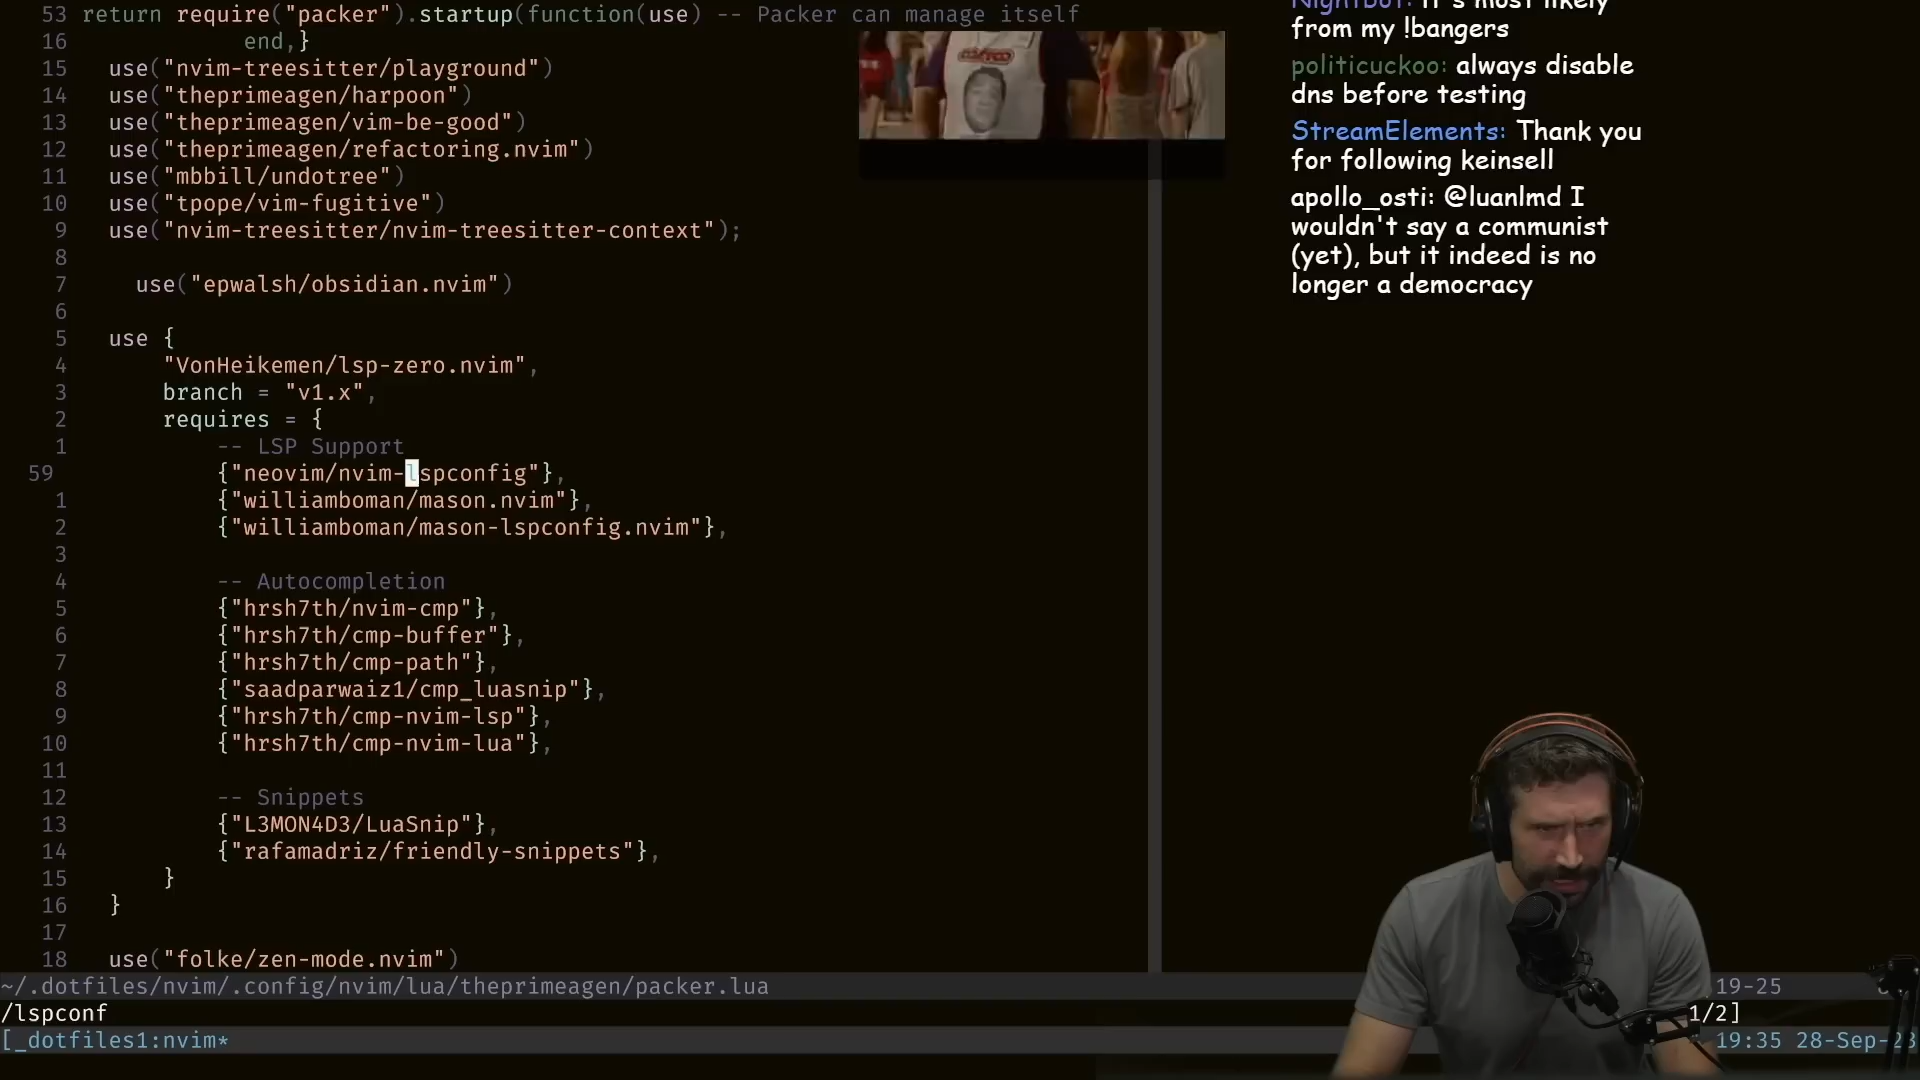 53 return require("packer").startup(function(use) -- Packer can manage itself
16 end,}
15 use("nvim-treesitter/playground")
14 use("theprimeagen/harpoon")
13 use("theprimeagen/vim-be-good")
12 use("theprimeagen/refactoring.nvim")
11 use("mbbill/undotree")
10 use("tpope/vim-fugitive")
9 use("nvim-treesitter/nvim-treesitter-context");
8
7 use("epwalsh/obsidian.nvim")
6
5 use {
4 "VonHeikemen/lsp-zero.nvim",
3 branch = "v1.x",
2 requires = {
1 -- LSP Support
59 {"neovim/nvim-lspconfig"},
1 {"williamboman/mason.nvim"},
2 {"williamboman/mason-lspconfig.nvim"},
3
4 -- Autocompletion
5 {"hrsh7th/nvim-cmp"},
6 {"hrsh7th/cmp-buffer"},
7 {"hrsh7th/cmp-path"},
8 {"saadparwaiz1/cmp_luasnip"},
9 {"hrsh7th/cmp-nvim-lsp"},
10 {"hrsh7th/cmp-nvim-lua"},
11
12 -- Snippets
13 {"L3MON4D3/LuaSnip"},
14 {"rafamadriz/friendly-snippets"},
15 }
16 }
17
18 use("folke/zen-mode.nvim")
~/.dotfiles/nvim/.config/nvim/lua/theprimeagen/packer.lua 19-25
/lspconf 1/2]
[_dotfiles1:nvim* 19:35 28-Sep-23
Nightbot: it's most likely
from my !bangers
politicuckoo: always disable
dns before testing
StreamElements: Thank you
for following keinsell
apollo_osti: @luanlmd I
wouldn't say a communist
(yet), but it indeed is no
longer a democracy